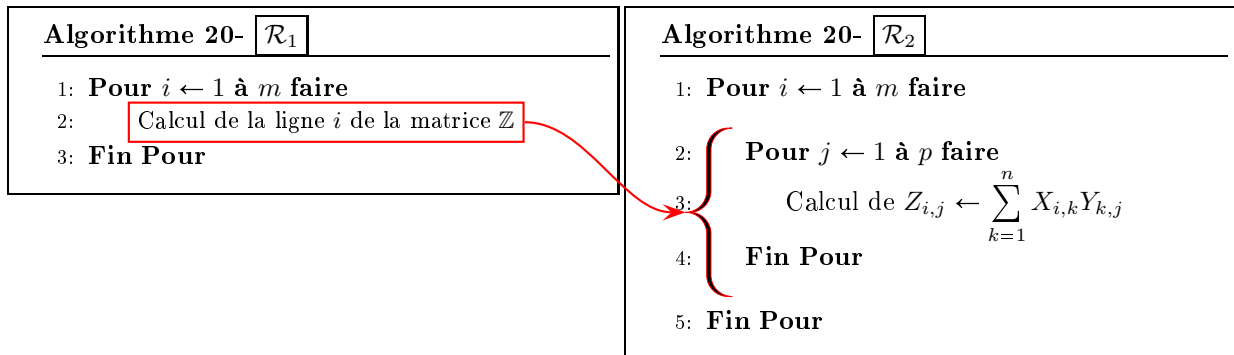 Algorithme 20- R₁
1: Pour i ← 1 à m faire
2: Calcul de la ligne i de la matrice ℤ
3: Fin Pour
Algorithme 20- R₂
1: Pour i ← 1 à m faire
2: Pour j ← 1 à p faire
3: Calcul de Z_{i,j} ← \sum_{k=1}^{n} X_{i,k}Y_{k,j}
4: Fin Pour
5: Fin Pour